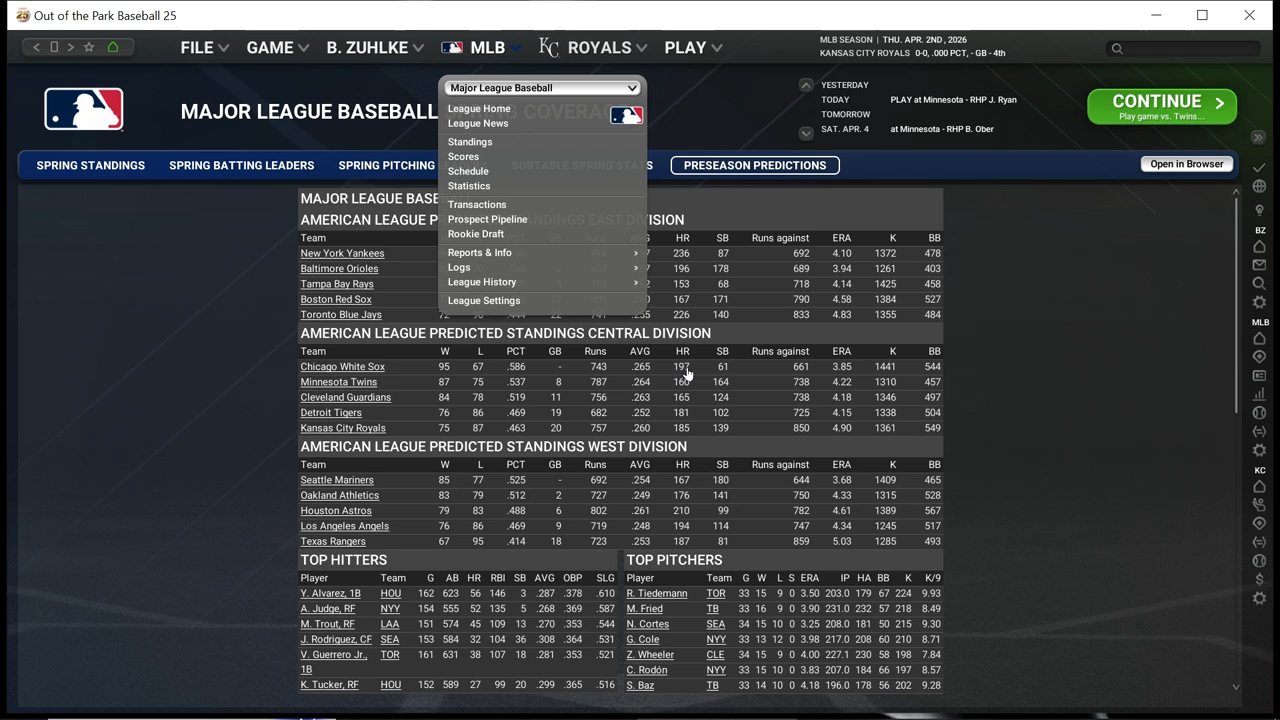 Out of the Park Baseball 25
FILE GAME B. ZUHLKE MLB ROYALS PLAY
MLB SEASON | THU. APR. 2ND, 2026
KANSAS CITY ROYALS 0-0, .000 PCT, - GB - 4th
MAJOR LEAGUE BASEBALL
YESTERDAY
TODAY PLAY at Minnesota - RHP J. Ryan
TOMORROW
SAT. APR. 4 at Minnesota - RHP B. Ober
CONTINUE
Play game vs. Twins...
Major League Baseball
League Home
League News
Standings
Scores
Schedule
Statistics
Transactions
Prospect Pipeline
Rookie Draft
Reports & Info
Logs
League History
League Settings
SPRING STANDINGS SPRING BATTING LEADERS SPRING PITCHING SORTABLE SPRING STATS PRESEASON PREDICTIONS Open in Browser
MAJOR LEAGUE BASE
AMERICAN LEAGUE PREDICTED STANDINGS EAST DIVISION
Team HR SB Runs against ERA K BB
New York Yankees 236 87 692 4.10 1372 478
Baltimore Orioles 196 178 689 3.94 1261 403
Tampa Bay Rays 153 68 718 4.14 1425 458
Boston Red Sox 167 171 790 4.58 1384 527
Toronto Blue Jays 226 140 833 4.83 1355 484
AMERICAN LEAGUE PREDICTED STANDINGS CENTRAL DIVISION
Team W L PCT GB Runs AVG HR SB Runs against ERA K BB
Chicago White Sox 95 67 .586 - 743 .265 197 61 661 3.85 1441 544
Minnesota Twins 87 75 .537 8 787 .264 160 164 738 4.22 1310 457
Cleveland Guardians 84 78 .519 11 756 .263 165 124 738 4.18 1346 497
Detroit Tigers 76 86 .469 19 682 .252 181 102 725 4.15 1338 504
Kansas City Royals 75 87 .463 20 757 .260 185 139 850 4.90 1361 549
AMERICAN LEAGUE PREDICTED STANDINGS WEST DIVISION
Team W L PCT GB Runs AVG HR SB Runs against ERA K BB
Seattle Mariners 85 77 .525 - 692 .254 167 180 644 3.68 1409 465
Oakland Athletics 83 79 .512 2 727 .249 176 141 750 4.33 1315 528
Houston Astros 79 83 .488 6 802 .261 210 99 782 4.61 1389 567
Los Angeles Angels 76 86 .469 9 719 .248 194 114 747 4.34 1245 517
Texas Rangers 67 95 .414 18 723 .253 187 81 859 5.03 1285 493
TOP HITTERS
Player Team G AB HR RBI SB AVG OBP SLG
Y. Alvarez, 1B HOU 162 623 56 146 3 .287 .378 .610
A. Judge, RF NYY 154 555 52 135 5 .268 .369 .587
M. Trout, RF LAA 151 574 45 109 13 .270 .353 .544
J. Rodriguez, CF SEA 153 584 32 104 36 .308 .364 .531
V. Guerrero Jr., 1B TOR 161 631 38 107 18 .281 .353 .521
K. Tucker, RF HOU 152 589 27 99 20 .299 .365 .516
TOP PITCHERS
Player Team G W L S ERA IP HA BB K K/9
R. Tiedemann TOR 33 15 9 0 3.50 203.0 179 67 224 9.93
M. Fried TB 33 16 9 0 3.90 231.0 232 57 218 8.49
N. Cortes SEA 34 15 10 0 3.25 208.0 181 50 215 9.30
G. Cole NYY 33 13 12 0 3.98 217.0 208 60 210 8.71
Z. Wheeler CLE 34 15 9 0 4.00 227.1 230 58 198 7.84
C. Rodón NYY 33 15 10 0 3.83 207.0 184 66 197 8.57
S. Baz TB 33 14 10 0 4.18 196.0 178 56 202 9.28
BZ
MLB
KC